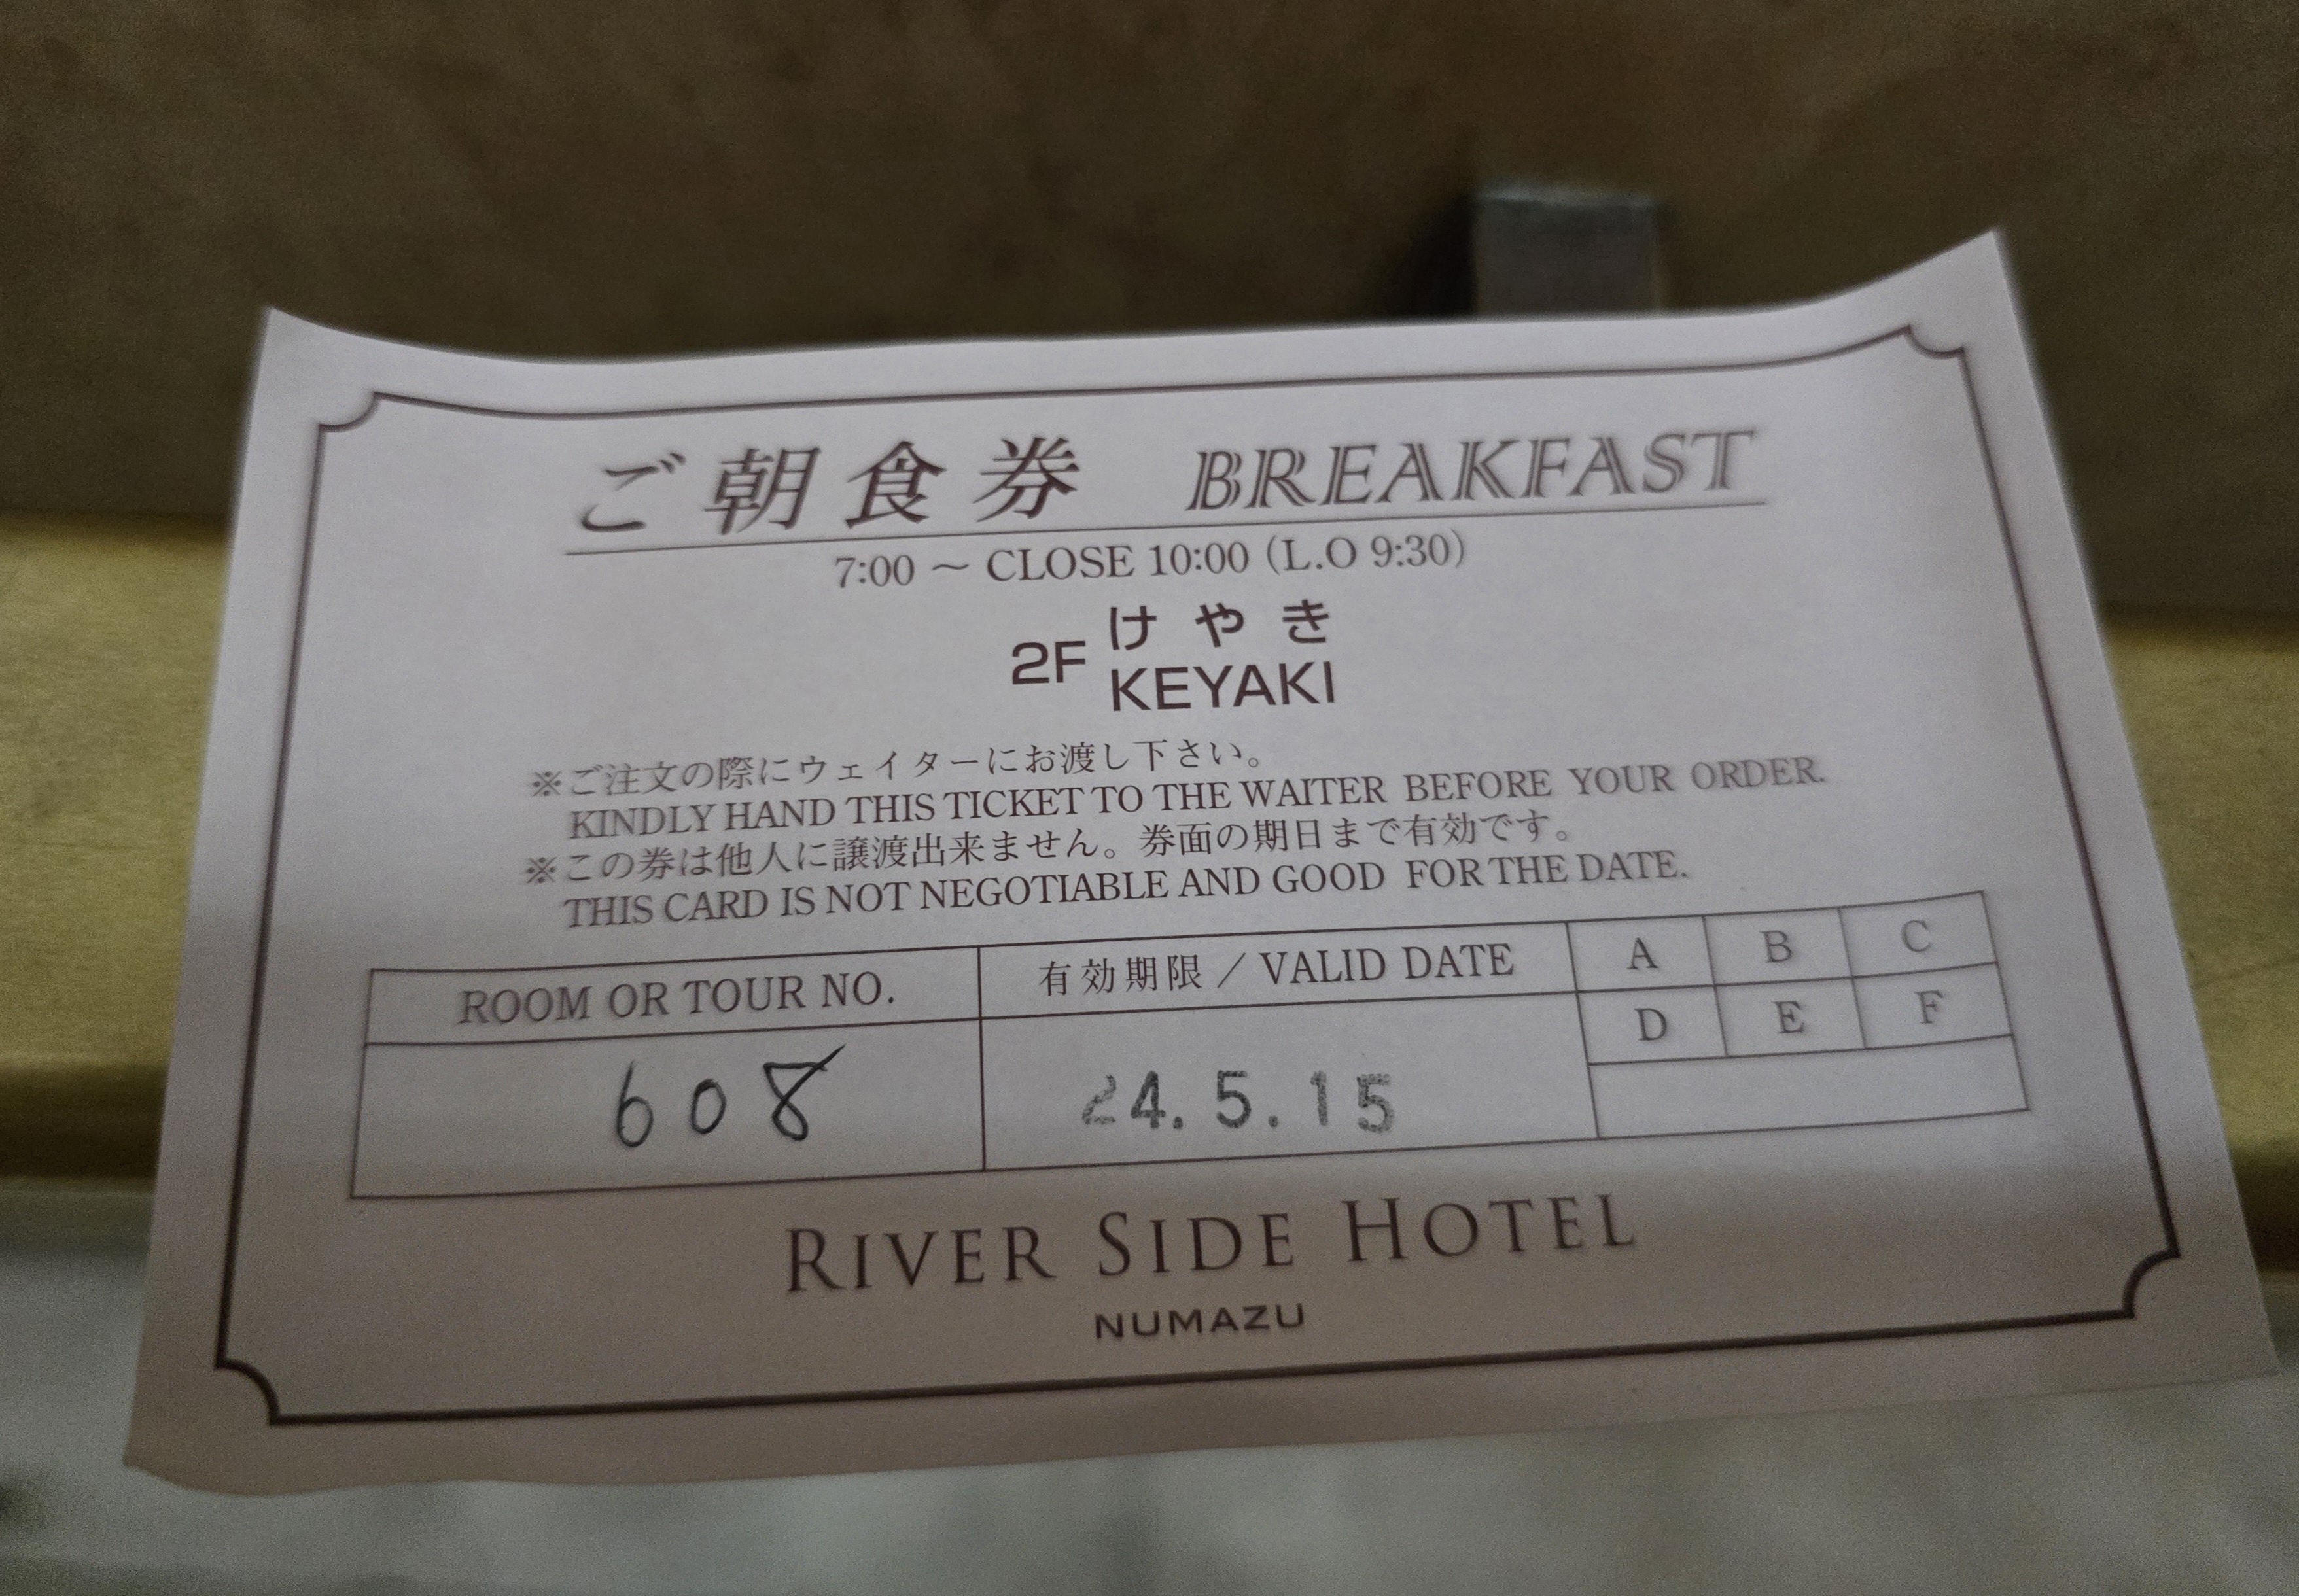 ご朝食券 BREAKFAST
7:00 ～ CLOSE 10:00 (L.O 9:30)
2F けやき
KEYAKI
※ご注文の際にウェイターにお渡し下さい。
KINDLY HAND THIS TICKET TO THE WAITER BEFORE YOUR ORDER.
※この券は他人に譲渡出来ません。券面の期日まで有効です。
THIS CARD IS NOT NEGOTIABLE AND GOOD FOR THE DATE.
ROOM OR TOUR NO. 有効期限／VALID DATE A B C
D E F
608 24.5.15
RIVER SIDE HOTEL
NUMAZU